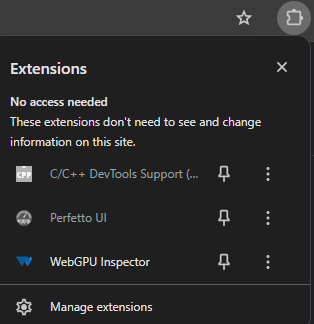 Extensions
No access needed
These extensions don't need to see and change
information on this site.
CPP
C/C++ DevTools Support (...
Perfetto UI
WebGPU Inspector
Manage extensions